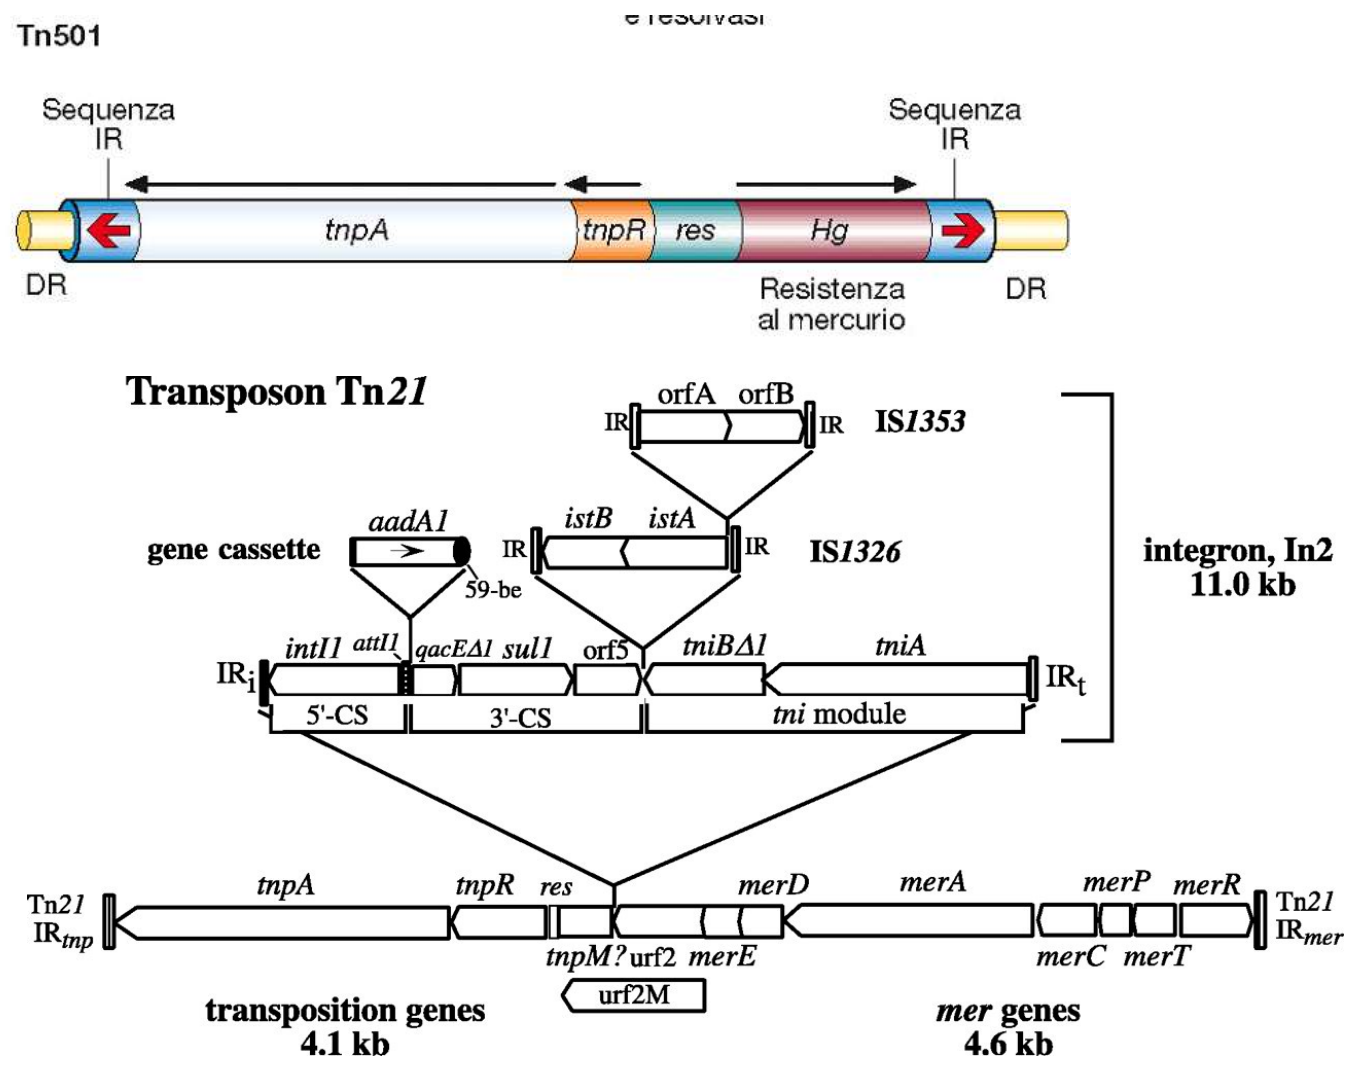 e resolvasi
Tn501
Sequenza
IR
Sequenza
IR
tnpA
tnpR
res
Hg
DR
Resistenza
al mercurio
DR
Transposon Tn21
orfA orfB
IR
IR
IS1353
aadA1
gene cassette
59-be
istB istA
IR
IR
IS1326
integron, In2
11.0 kb
intI1 attI1 qacEΔ1 sul1 orf5 tniBΔ1 tniA
IRi
IRt
5'-CS
3'-CS
tni module
tnpA tnpR res merD merA merP merR
Tn21
IRtnp
Tn21
IRmer
tnpM? urf2 merE merC merT
urf2M
transposition genes
4.1 kb
mer genes
4.6 kb